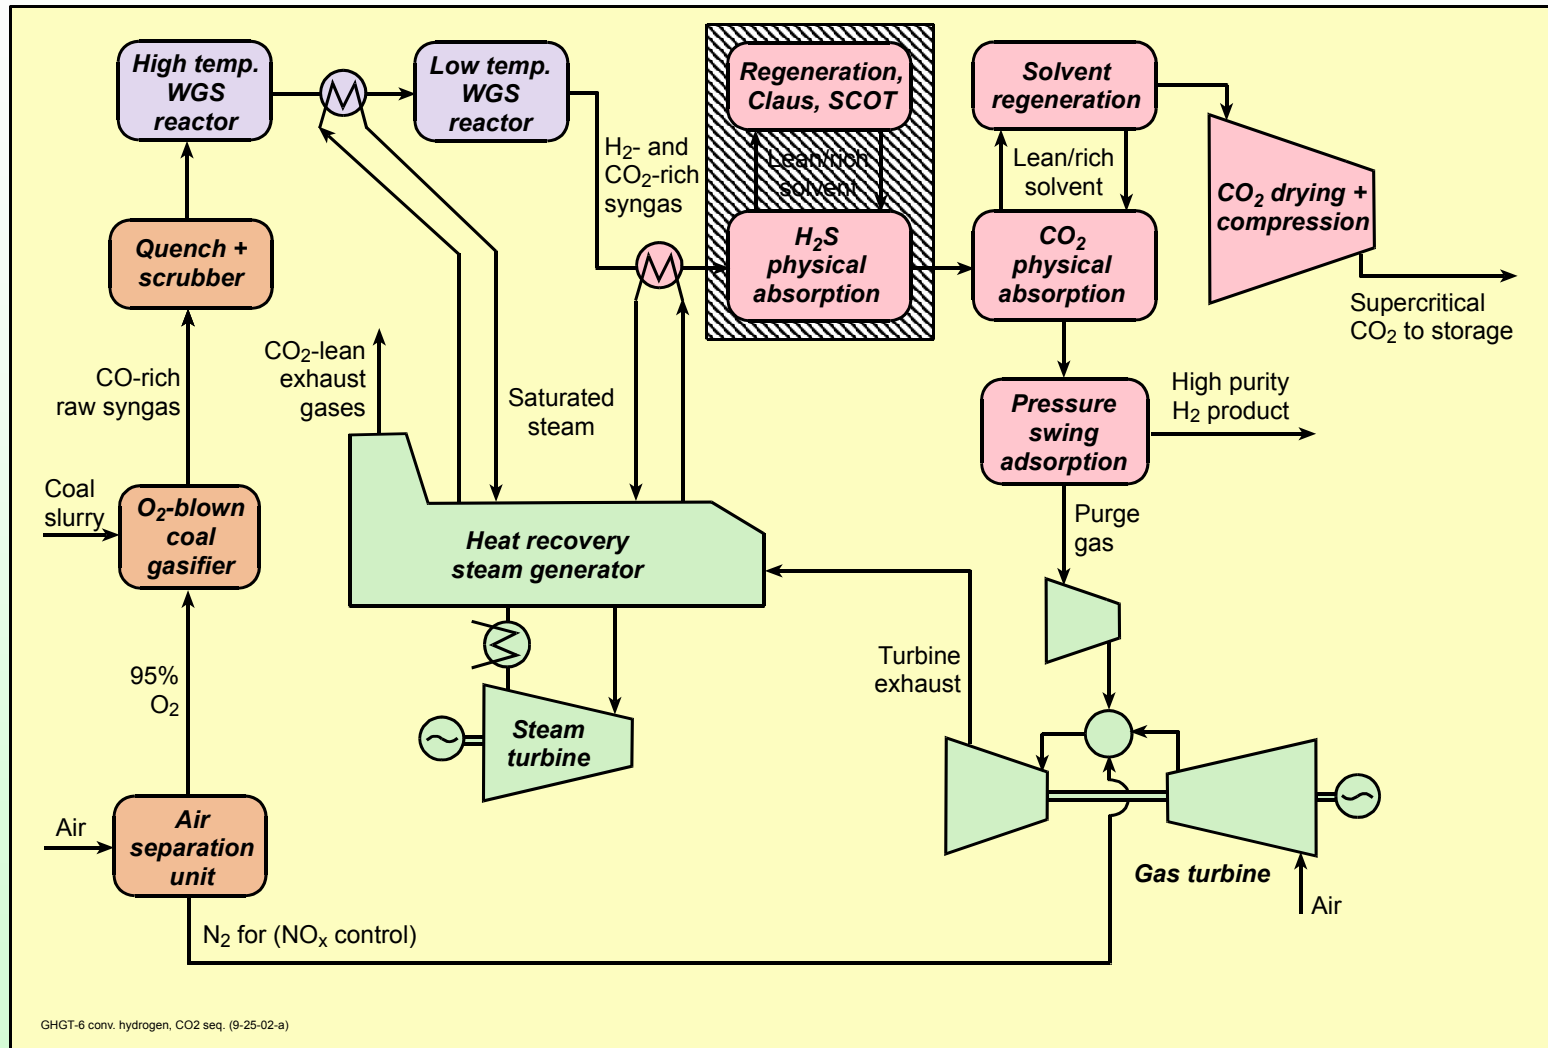 High temp.
WGS
reactor
Low temp.
WGS
reactor
Regeneration,
Claus, SCOT
Solvent
regeneration
H2- and
CO2-rich
syngas
Lean/rich
solvent
Lean/rich
solvent
CO2 drying +
compression
Quench +
scrubber
H2S
physical
absorption
CO2
physical
absorption
Supercritical
CO2 to storage
CO2-lean
exhaust
gases
CO-rich
raw syngas
Saturated
steam
High purity
H2 product
Pressure
swing
adsorption
Coal
slurry
O2-blown
coal
gasifier
Heat recovery
steam generator
Purge
gas
95%
O2
Turbine
exhaust
Steam
turbine
Air
Air
separation
unit
Gas turbine
Air
N2 for (NOx control)
GHGT-6 conv. hydrogen, CO2 seq. (9-25-02-a)